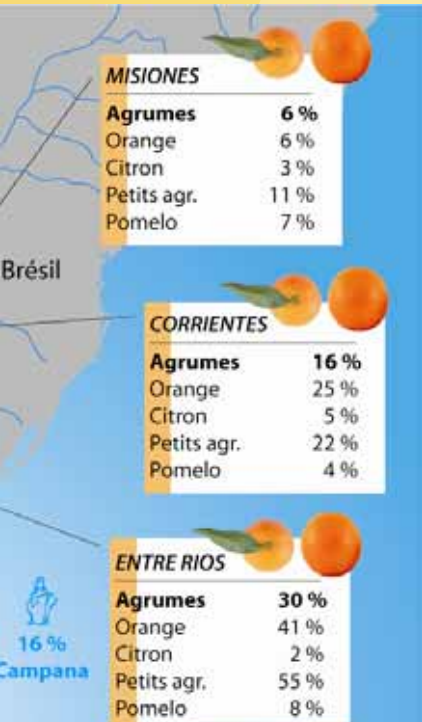 MISIONES
Agrumes 6 %
Orange 6 %
Citron 3 %
Petits agr. 11 %
Pomelo 7 %
Brésil
CORRIENTES
Agrumes 16 %
Orange 25 %
Citron 5 %
Petits agr. 22 %
Pomelo 4 %
ENTRE RIOS
Agrumes 30 %
Orange 41 %
Citron 2 %
Petits agr. 55 %
Pomelo 8 %
16 %
Campana